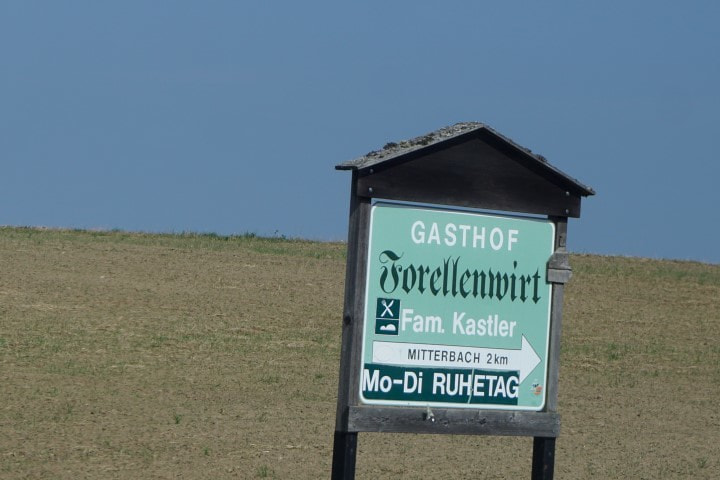 GASTHOF
Forellenwirt
Fam. Kastler
MITTERBACH 2km
Mo-Di RUHETAG